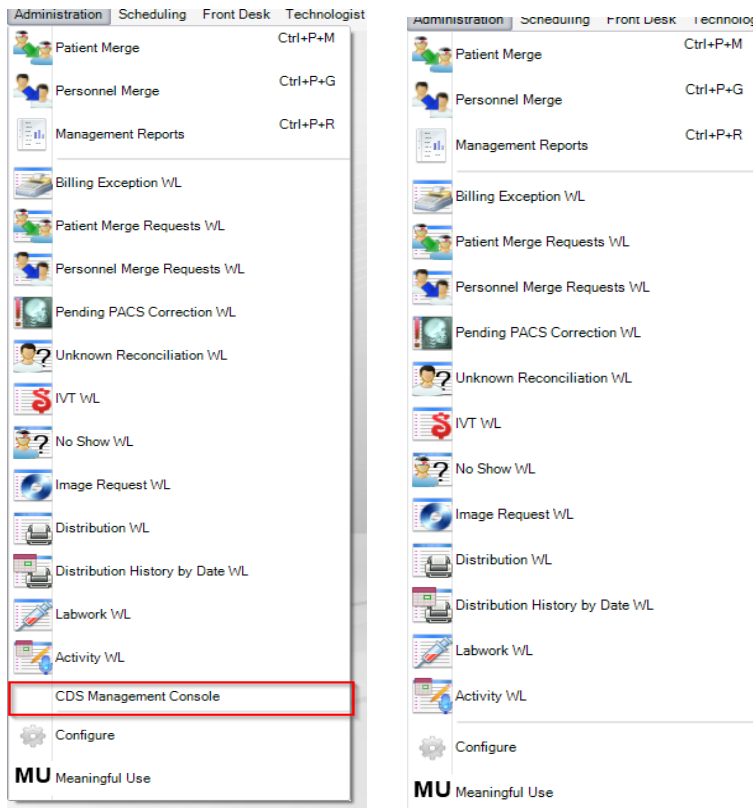 Administration Scheduling Front Desk Technologist
Patient Merge Ctrl+P+M
Personnel Merge Ctrl+P+G
Management Reports Ctrl+P+R
Billing Exception WL
Patient Merge Requests WL
Personnel Merge Requests WL
Pending PACS Correction WL
Unknown Reconciliation WL
IVT WL
No Show WL
Image Request WL
Distribution WL
Distribution History by Date WL
Labwork WL
Activity WL
CDS Management Console
Configure
MU Meaningful Use
Administration Scheduling Front Desk Technolog
Patient Merge Ctrl+P+M
Personnel Merge Ctrl+P+G
Management Reports Ctrl+P+R
Billing Exception WL
Patient Merge Requests WL
Personnel Merge Requests WL
Pending PACS Correction WL
Unknown Reconciliation WL
IVT WL
No Show WL
Image Request WL
Distribution WL
Distribution History by Date WL
Labwork WL
Activity WL
Configure
MU Meaningful Use